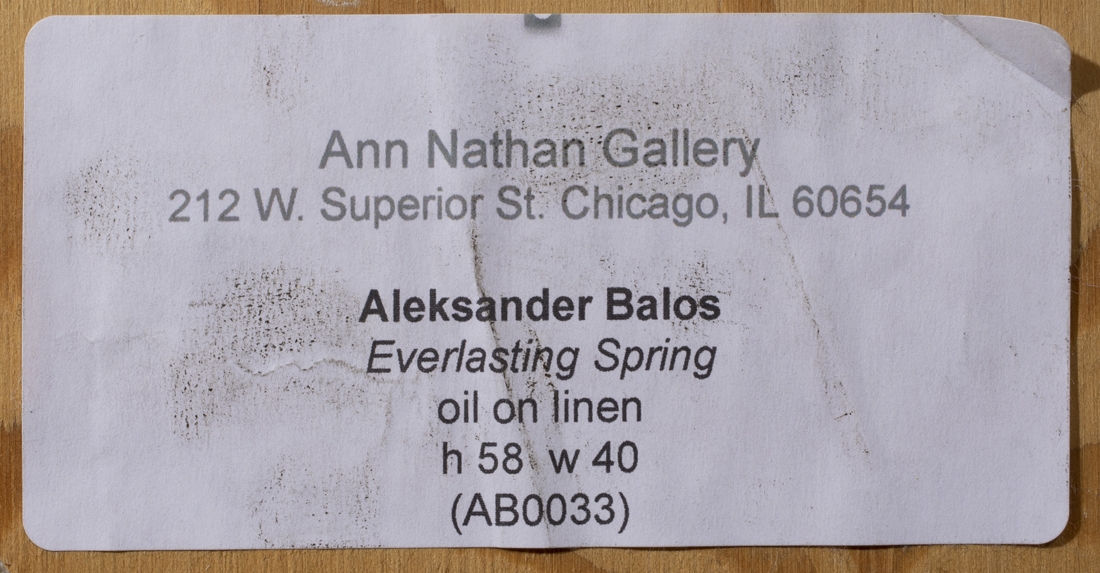 Ann Nathan Gallery
212 W. Superior St. Chicago, IL 60654
Aleksander Balos
Everlasting Spring
oil on linen
h 58 w 40
(AB0033)